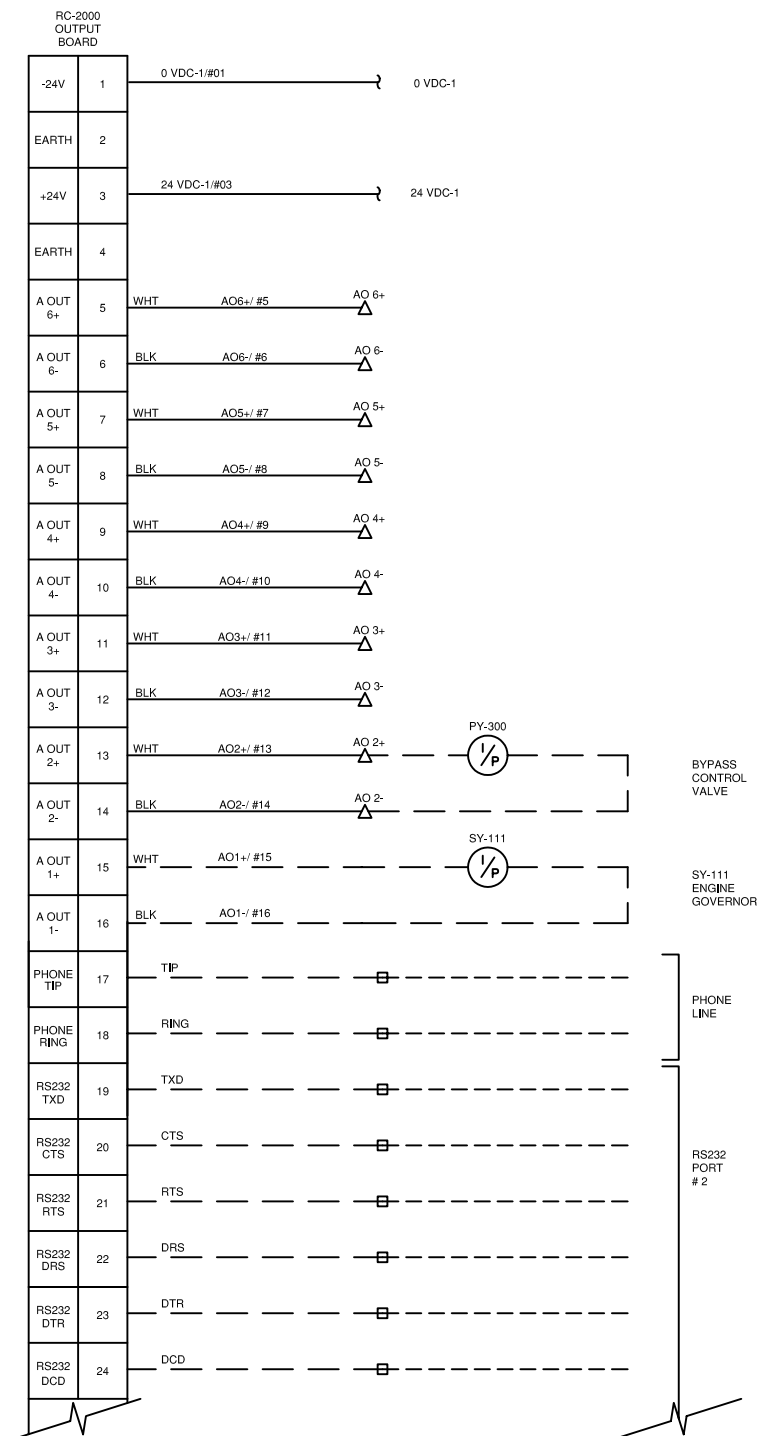 RC-2000
OUTPUT
BOARD
-24V 1 0 VDC-1/#01 0 VDC-1
EARTH 2
+24V 3 24 VDC-1/#03 24 VDC-1
EARTH 4
A OUT
6+ 5 WHT AO6+/ #5 AO 6+
A OUT
6- 6 BLK AO6-/ #6 AO 6-
A OUT
5+ 7 WHT AO5+/ #7 AO 5+
A OUT
5- 8 BLK AO5-/ #8 AO 5-
A OUT
4+ 9 WHT AO4+/ #9 AO 4+
A OUT
4- 10 BLK AO4-/ #10 AO 4-
A OUT
3+ 11 WHT AO3+/ #11 AO 3+
A OUT
3- 12 BLK AO3-/ #12 AO 3-
A OUT
2+ 13 WHT AO2+/ #13 AO 2+
PY-300
I/P
A OUT
2- 14 BLK AO2-/ #14 AO 2-
BYPASS
CONTROL
VALVE
A OUT
1+ 15 WHT AO1+/ #15
SY-111
I/P
A OUT
1- 16 BLK AO1-/ #16
SY-111
ENGINE
GOVERNOR
PHONE
TIP 17 TIP
PHONE
RING 18 RING
PHONE
LINE
RS232
TXD 19 TXD
RS232
CTS 20 CTS
RS232
RTS 21 RTS
RS232
DRS 22 DRS
RS232
DTR 23 DTR
RS232
DCD 24 DCD
RS232
PORT
# 2